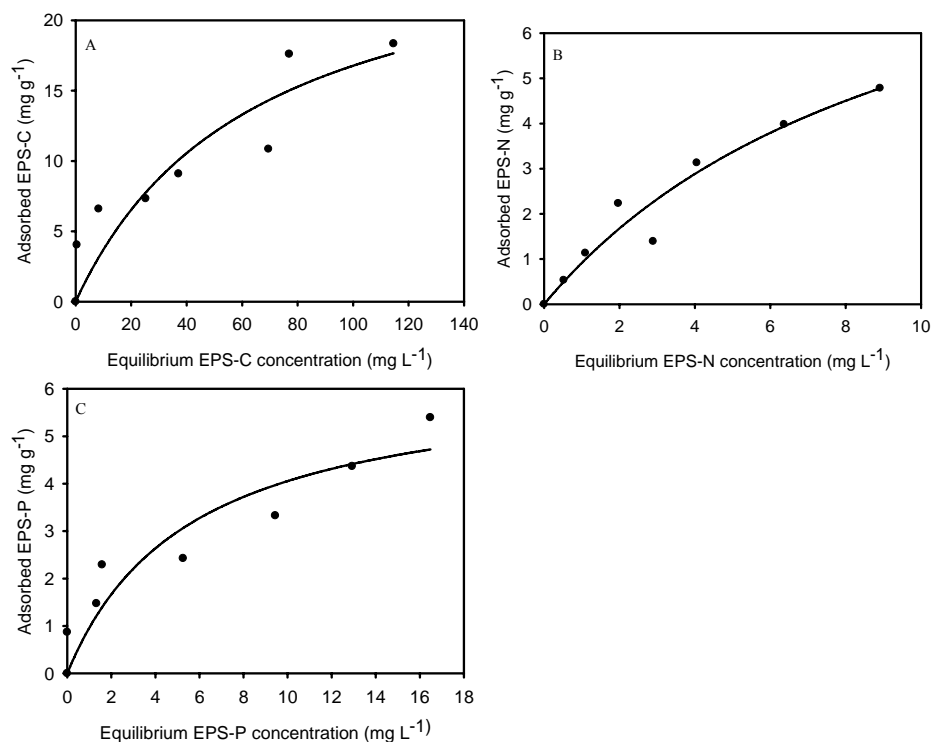 A
Adsorbed EPS-C (mg g-1)
20
15
10
5
0
0 20 40 60 80 100 120 140
Equilibrium EPS-C concentration (mg L-1)
B
Adsorbed EPS-N (mg g-1)
6
5
4
3
2
1
0
0 2 4 6 8 10
Equilibrium EPS-N concentration (mg L-1)
C
Adsorbed EPS-P (mg g-1)
6
5
4
3
2
1
0
0 2 4 6 8 10 12 14 16 18
Equilibrium EPS-P concentration (mg L-1)